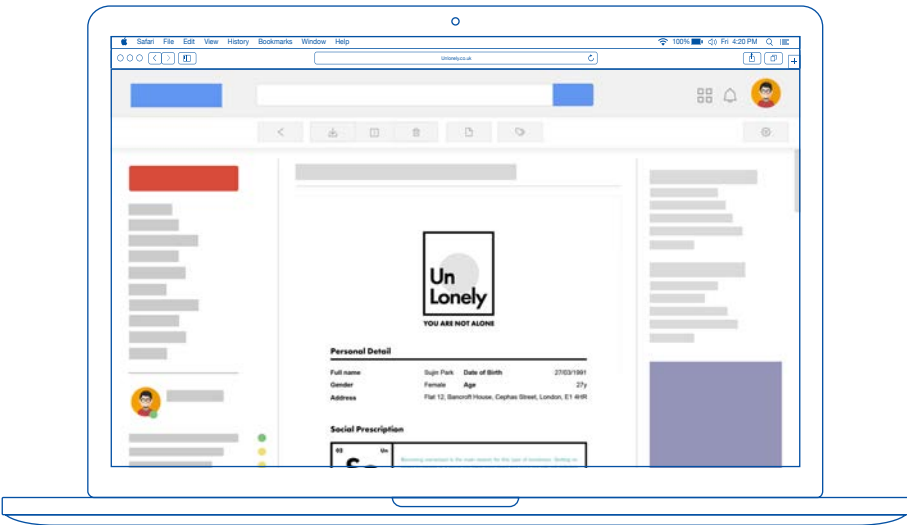 Safari File Edit View History Bookmarks Window Help 100% Fri 4:20 PM
Unlonely.co.uk
Un
Lonely
YOU ARE NOT ALONE
Personal Detail
Full name Sujin Park Date of Birth 27/03/1991
Gender Female Age 27y
Address Flat 12, Bancroft House, Cephas Street, London, E1 4HR
Social Prescription
03 Un